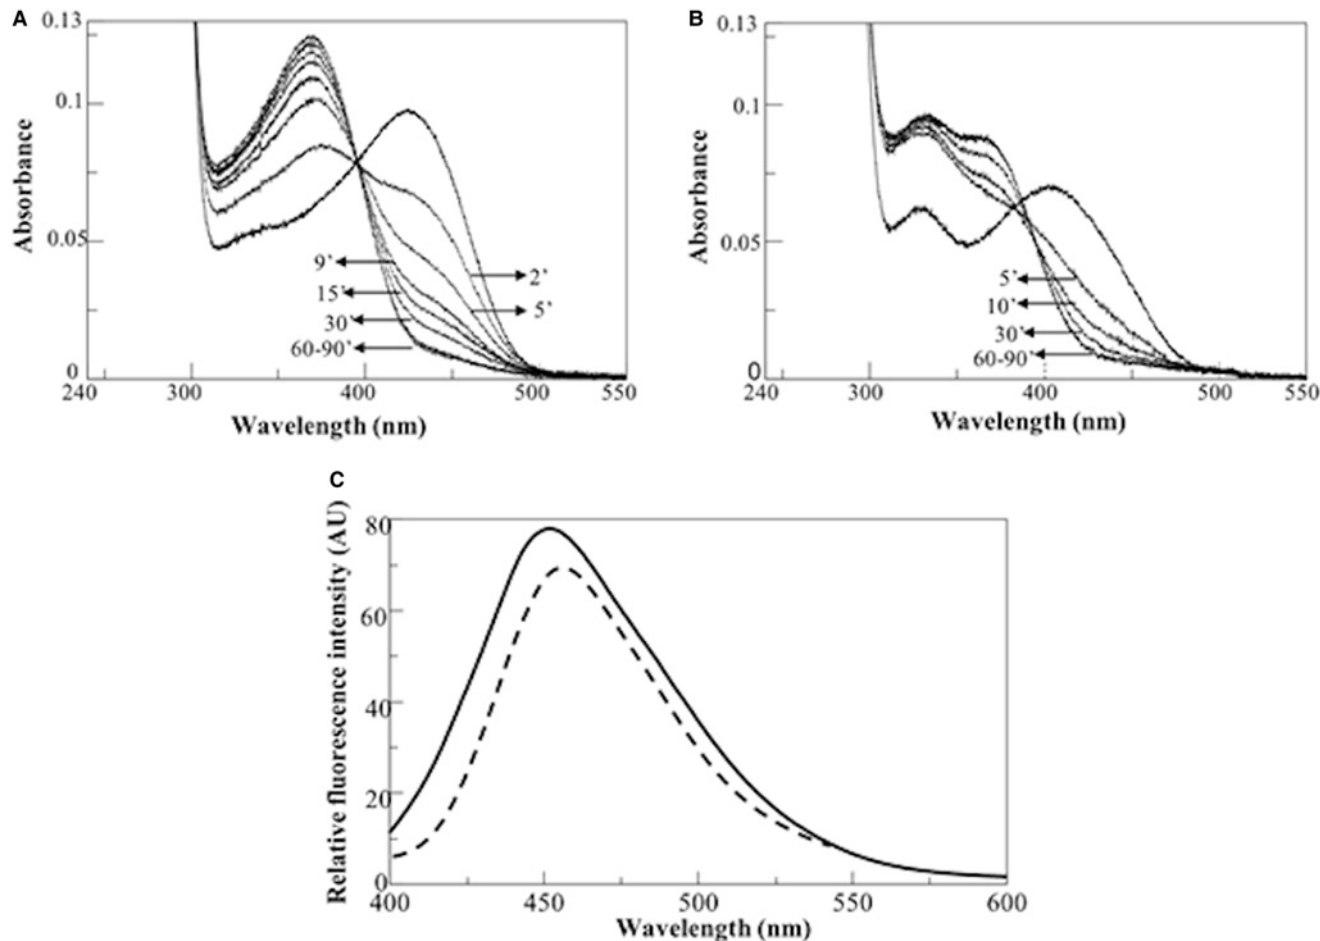 A
0.13
0.1
0.05
0
Absorbance
9'
15'
30'
60-90'
2'
5'
240 300 400 500 550
Wavelength (nm)
B
0.13
0.1
0.05
0
Absorbance
5'
10'
30'
60-90'
240 300 400 500 550
Wavelength (nm)
C
80
60
40
20
0
Relative fluorescence intensity (AU)
400 450 500 550 600
Wavelength (nm)